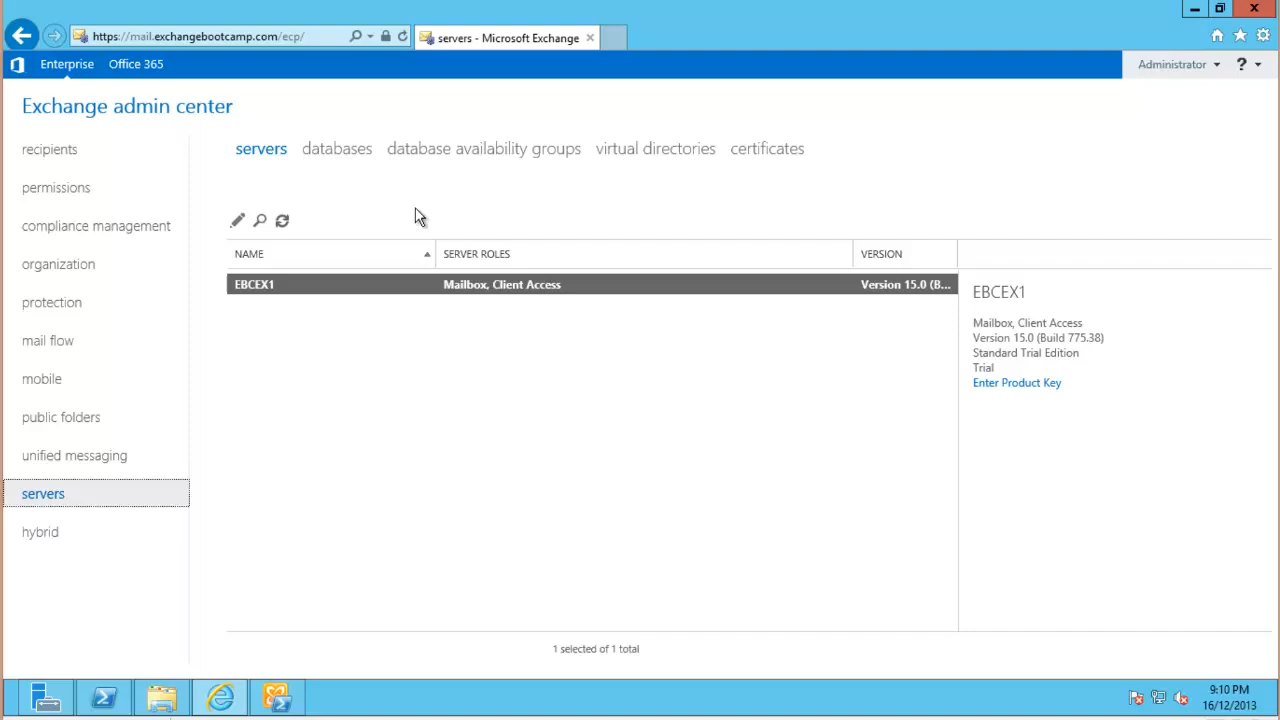 https://mail.exchangebootcamp.com/ecp/
servers - Microsoft Exchange
Enterprise Office 365
Administrator ?
Exchange admin center
recipients
permissions
compliance management
organization
protection
mail flow
mobile
public folders
unified messaging
servers
hybrid
servers databases database availability groups virtual directories certificates
NAME SERVER ROLES VERSION
EBCEX1 Mailbox, Client Access Version 15.0 (B...
EBCEX1
Mailbox, Client Access
Version 15.0 (Build 775.38)
Standard Trial Edition
Trial
Enter Product Key
1 selected of 1 total
9:10 PM
16/12/2013